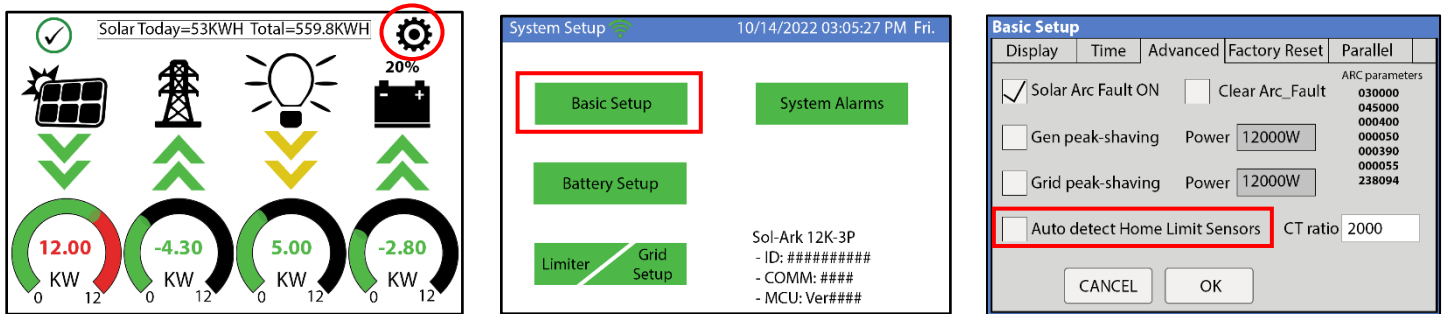 Solar Today=53KWH Total=559.8KWH
20%
- +
12.00
KW
0 12
-4.30
KW
0 12
5.00
KW
0 12
-2.80
KW
0 12
System Setup 10/14/2022 03:05:27 PM Fri.
Basic Setup
System Alarms
Battery Setup
Limiter
Grid
Setup
Sol-Ark 12K-3P
- ID: ##########
- COMM: ####
- MCU: Ver####
Basic Setup
Display Time Advanced Factory Reset Parallel
Solar Arc Fault ON Clear Arc_Fault
ARC parameters
030000
045000
000400
000050
000390
000055
238094
Gen peak-shaving Power 12000W
Grid peak-shaving Power 12000W
Auto detect Home Limit Sensors CT ratio 2000
CANCEL OK